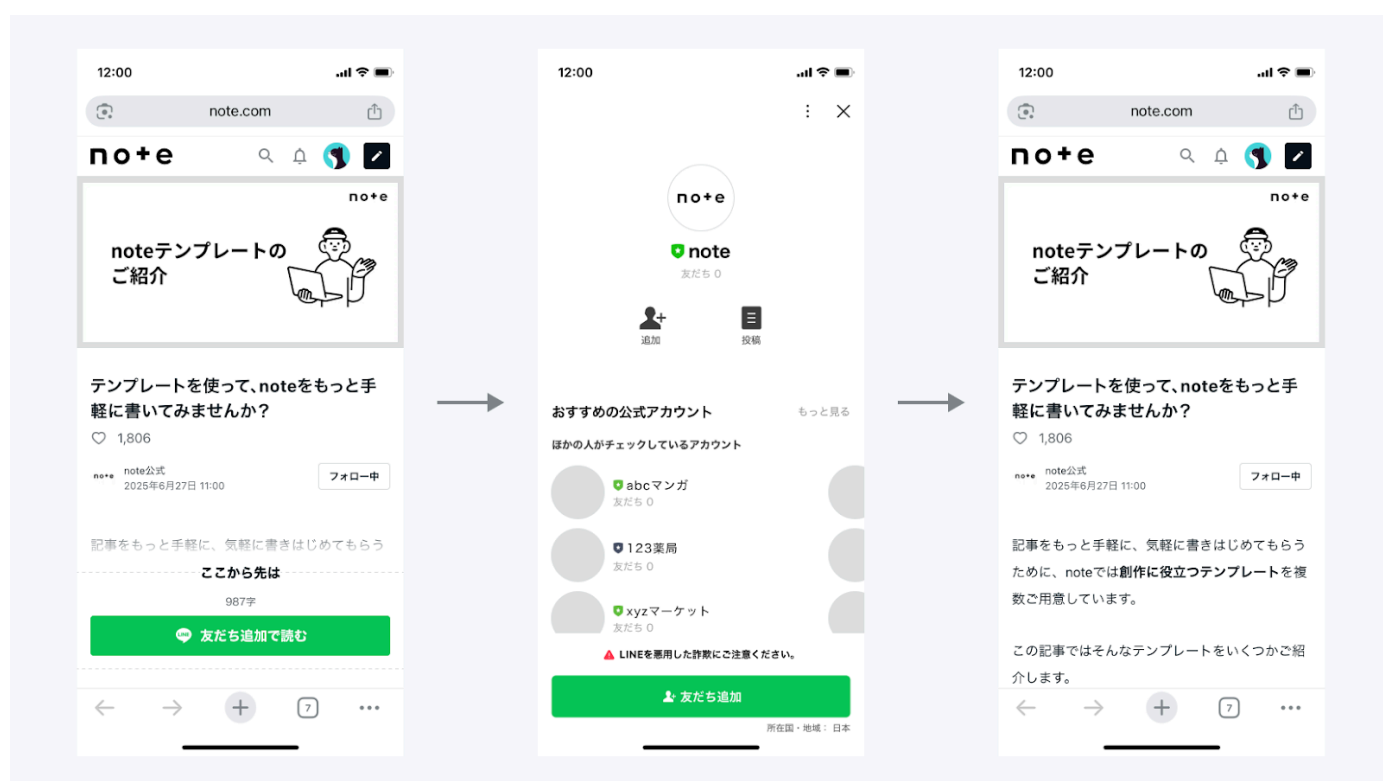 12:00
note.com
note
note
noteテンプレートの
ご紹介
テンプレートを使って、noteをもっと手
軽に書いてみませんか？
1,806
note
note公式
2025年6月27日 11:00
フォロー中
記事をもっと手軽に、気軽に書きはじめてもらう
ここから先は
987字
LINE
友だち追加で読む
7
12:00
note
note
友だち 0
追加
投稿
おすすめの公式アカウント
もっと見る
ほかの人がチェックしているアカウント
abcマンガ
友だち 0
123薬局
友だち 0
xyzマーケット
友だち 0
LINEを悪用した詐欺にご注意ください。
友だち追加
所在国・地域： 日本
12:00
note.com
note
note
noteテンプレートの
ご紹介
テンプレートを使って、noteをもっと手
軽に書いてみませんか？
1,806
note
note公式
2025年6月27日 11:00
フォロー中
記事をもっと手軽に、気軽に書きはじめてもらう
ために、noteでは創作に役立つテンプレートを複
数ご用意しています。
この記事ではそんなテンプレートをいくつかご紹
介します。
7